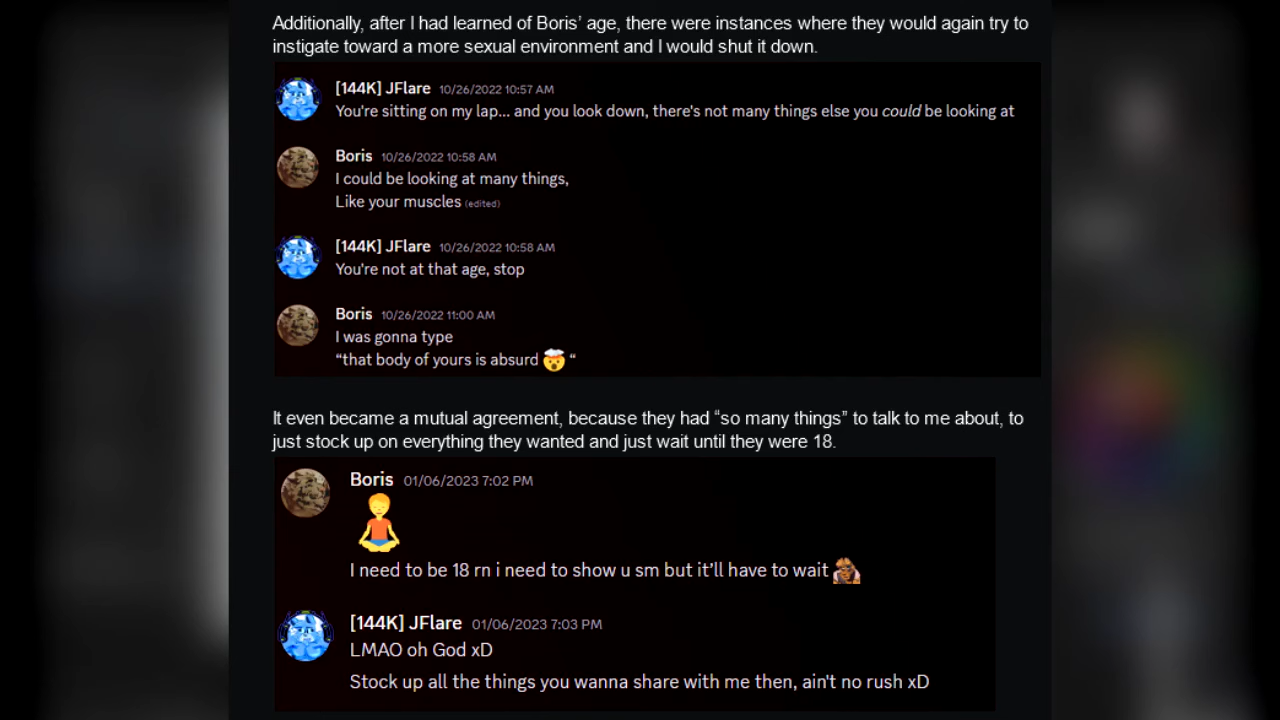 Additionally, after I had learned of Boris’ age, there were instances where they would again try to
instigate toward a more sexual environment and I would shut it down.
[144K] JFlare 10/26/2022 10:57 AM
You're sitting on my lap... and you look down, there's not many things else you could be looking at
Boris 10/26/2022 10:58 AM
I could be looking at many things,
Like your muscles (edited)
[144K] JFlare 10/26/2022 10:58 AM
You're not at that age, stop
Boris 10/26/2022 11:00 AM
I was gonna type
“that body of yours is absurd 🤯 “
It even became a mutual agreement, because they had “so many things” to talk to me about, to
just stock up on everything they wanted and just wait until they were 18.
Boris 01/06/2023 7:02 PM
I need to be 18 rn i need to show u sm but it’ll have to wait
[144K] JFlare 01/06/2023 7:03 PM
LMAO oh God xD
Stock up all the things you wanna share with me then, ain't no rush xD